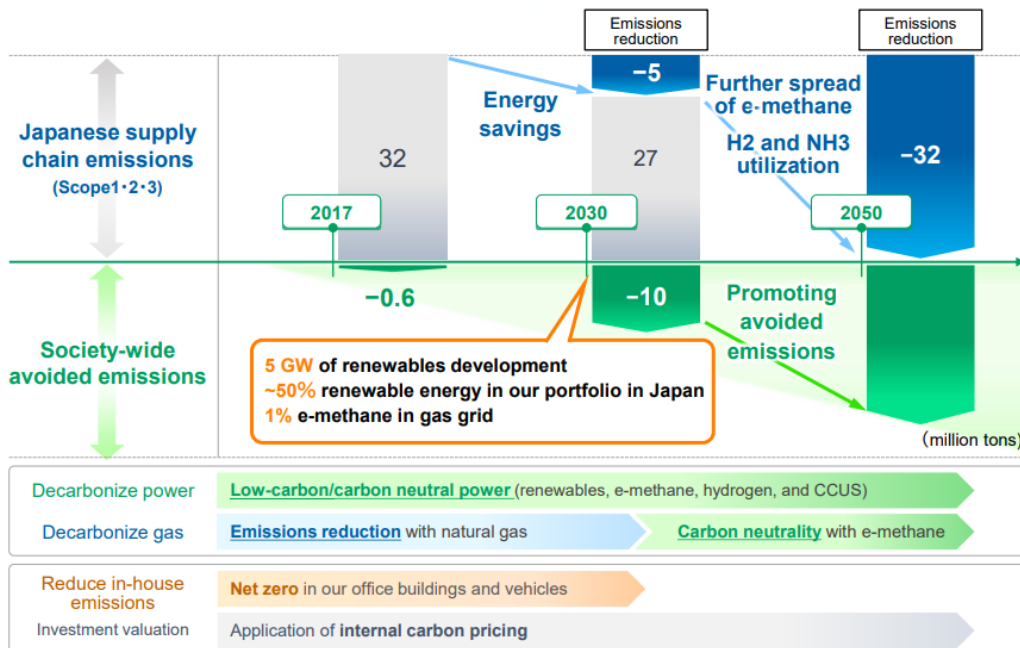 Emissions
reduction
Emissions
reduction
Japanese supply
chain emissions
(Scope1・2・3)
32
Energy
savings
−5
27
Further spread
of e-methane
H2 and NH3
utilization
−32
2017
2030
2050
−0.6
−10
Promoting
avoided
emissions
Society-wide
avoided emissions
5 GW of renewables development
~50% renewable energy in our portfolio in Japan
1% e-methane in gas grid
(million tons)
Decarbonize power
Low-carbon/carbon neutral power (renewables, e-methane, hydrogen, and CCUS)
Decarbonize gas
Emissions reduction with natural gas
Carbon neutrality with e-methane
Reduce in-house
emissions
Net zero in our office buildings and vehicles
Investment valuation
Application of internal carbon pricing